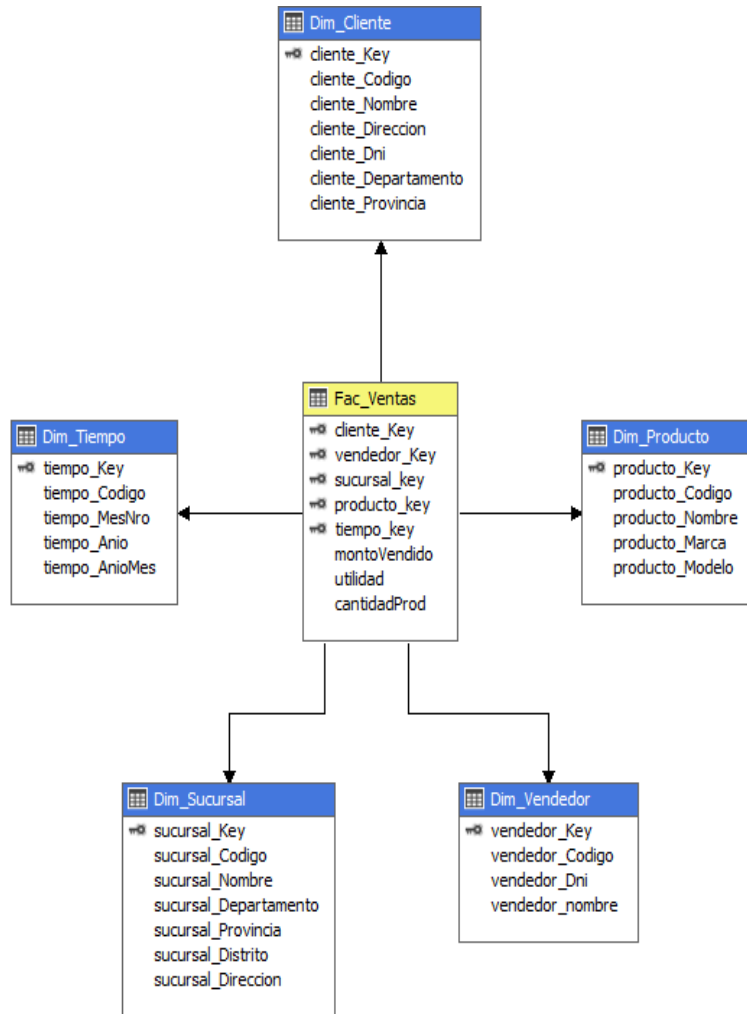 Dim_Cliente
cliente_Key
cliente_Codigo
cliente_Nombre
cliente_Direccion
cliente_Dni
cliente_Departamento
cliente_Provincia
Fac_Ventas
cliente_Key
vendedor_Key
sucursal_key
producto_key
tiempo_key
montoVendido
utilidad
cantidadProd
Dim_Tiempo
tiempo_Key
tiempo_Codigo
tiempo_MesNro
tiempo_Anio
tiempo_AnioMes
Dim_Producto
producto_Key
producto_Codigo
producto_Nombre
producto_Marca
producto_Modelo
Dim_Sucursal
sucursal_Key
sucursal_Codigo
sucursal_Nombre
sucursal_Departamento
sucursal_Provincia
sucursal_Distrito
sucursal_Direccion
Dim_Vendedor
vendedor_Key
vendedor_Codigo
vendedor_Dni
vendedor_nombre